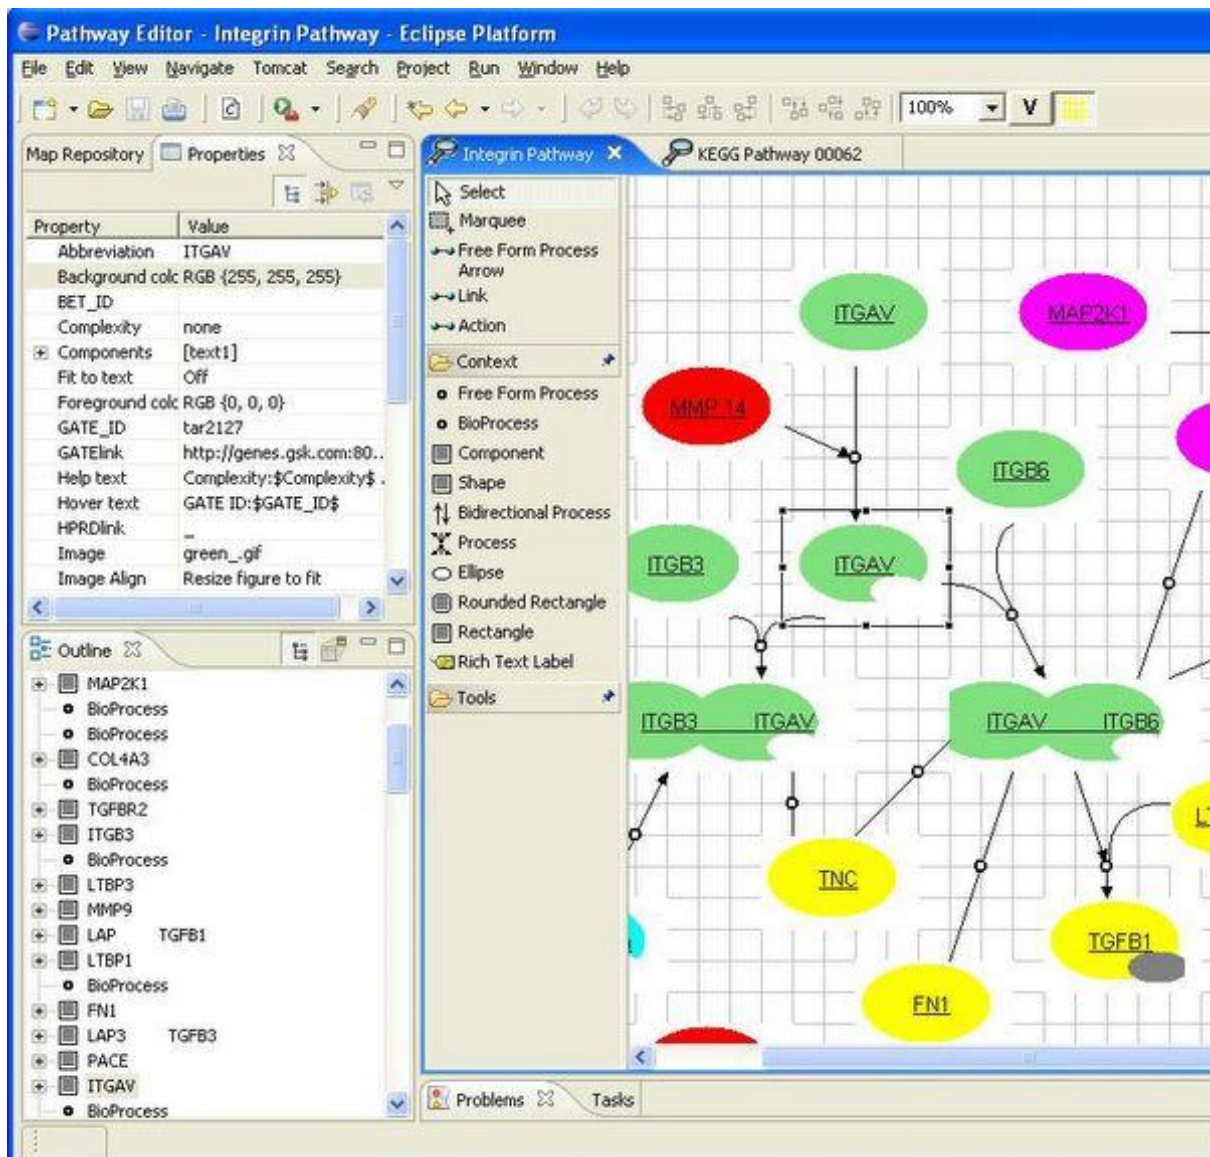 Pathway Editor - Integrin Pathway - Eclipse Platform
File Edit View Navigate Tomcat Search Project Run Window Help
100% V
Map Repository Properties
Property Value
Abbreviation ITGAV
Background colc RGB {255, 255, 255}
BET_ID
Complexity none
Components [text1]
Fit to text Off
Foreground colc RGB {0, 0, 0}
GATE_ID tar2127
GATElink http://genes.gsk.com:80..
Help text Complexity:$Complexity$ .
Hover text GATE ID:$GATE_ID$
HPRDlink _
Image green_.gif
Image Align Resize figure to fit
Outline
MAP2K1
BioProcess
BioProcess
COL4A3
BioProcess
TGFBR2
ITGB3
BioProcess
LTBP3
MMP9
LAP TGFB1
LTBP1
BioProcess
FN1
LAP3 TGFB3
PACE
ITGAV
BioProcess
Integrin Pathway KEGG Pathway 00062
Select
Marquee
Free Form Process
Arrow
Link
Action
Context
Free Form Process
BioProcess
Component
Shape
Bidirectional Process
Process
Ellipse
Rounded Rectangle
Rectangle
Rich Text Label
Tools
ITGAV MAP2K1
MMP 14
ITGB6
ITGB3 ITGAV
ITGB3 ITGAV ITGAV ITGB6
LT
TNC
TGFB1
FN1
Problems Tasks